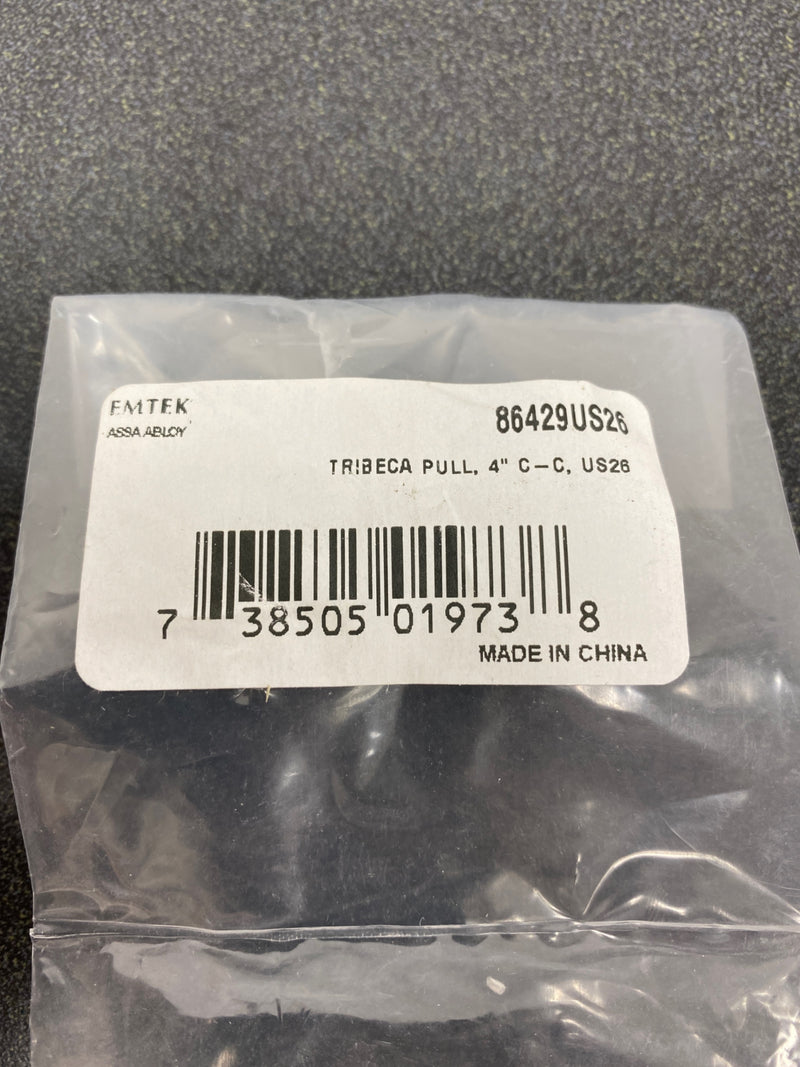 EMTEK
ASSA ABLOY
86429US26
TRIBECA PULL, 4" C-C, US26
7 38505 01973 8
MADE IN CHINA